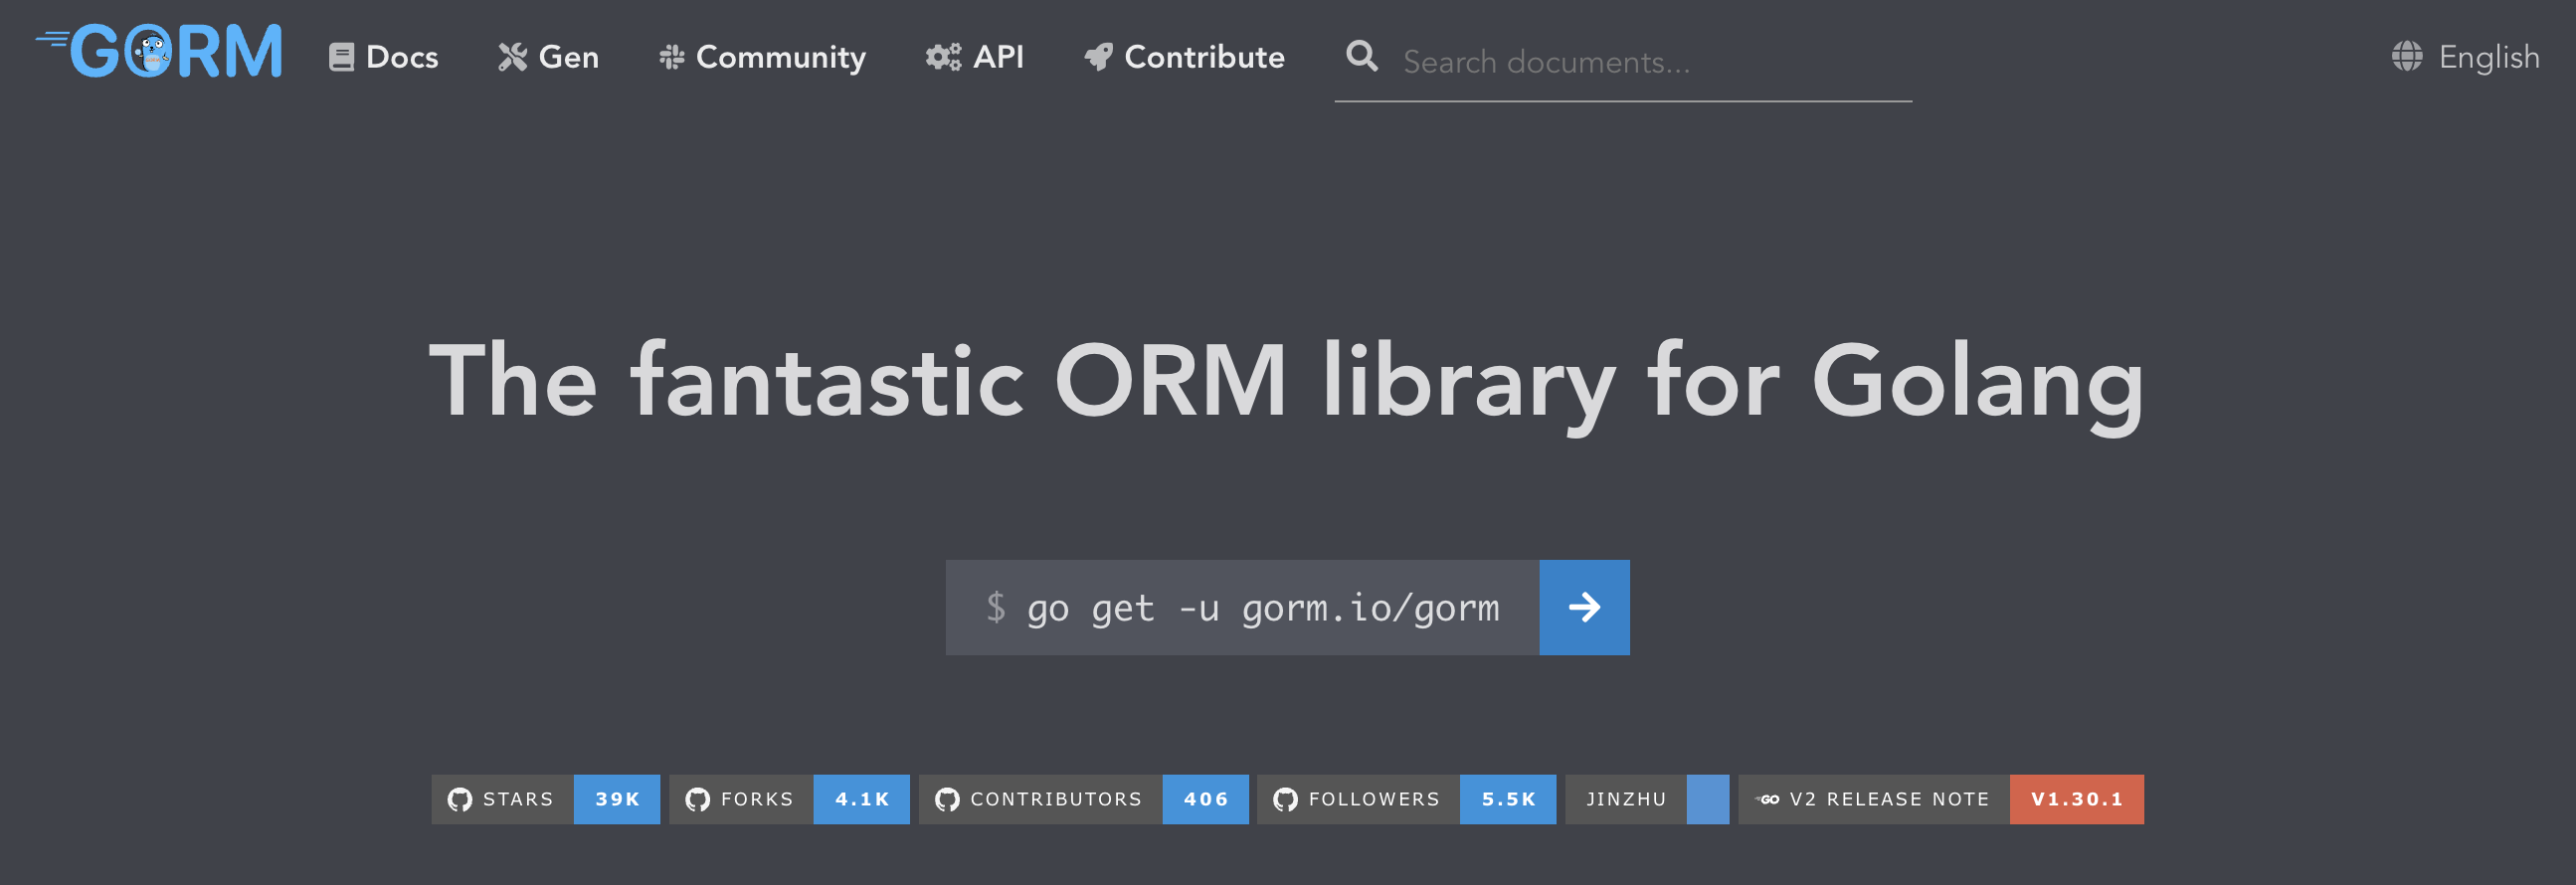 GORM Docs Gen Community API Contribute Search documents... English
The fantastic ORM library for Golang
$ go get -u gorm.io/gorm
STARS 39K FORKS 4.1K CONTRIBUTORS 406 FOLLOWERS 5.5K JINZHU GO V2 RELEASE NOTE V1.30.1